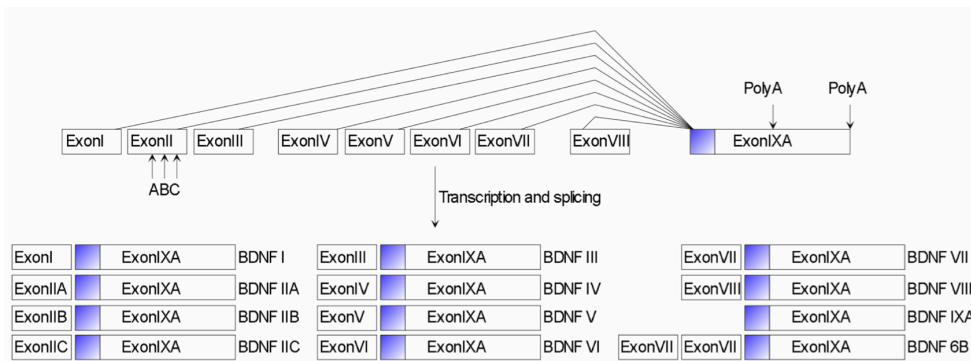 PolyA PolyA
ExonI ExonII ExonIII ExonIV ExonV ExonVI ExonVII ExonVIII ExonIXA
ABC
Transcription and splicing
ExonI ExonIXA BDNF I ExonIII ExonIXA BDNF III ExonVII ExonIXA BDNF VII
ExonIIA ExonIXA BDNF IIA ExonIV ExonIXA BDNF IV ExonVIII ExonIXA BDNF VIII
ExonIIB ExonIXA BDNF IIB ExonV ExonIXA BDNF V ExonIXA BDNF IXA
ExonIIC ExonIXA BDNF IIC ExonVI ExonIXA BDNF VI ExonVII ExonVII ExonIXA BDNF 6B